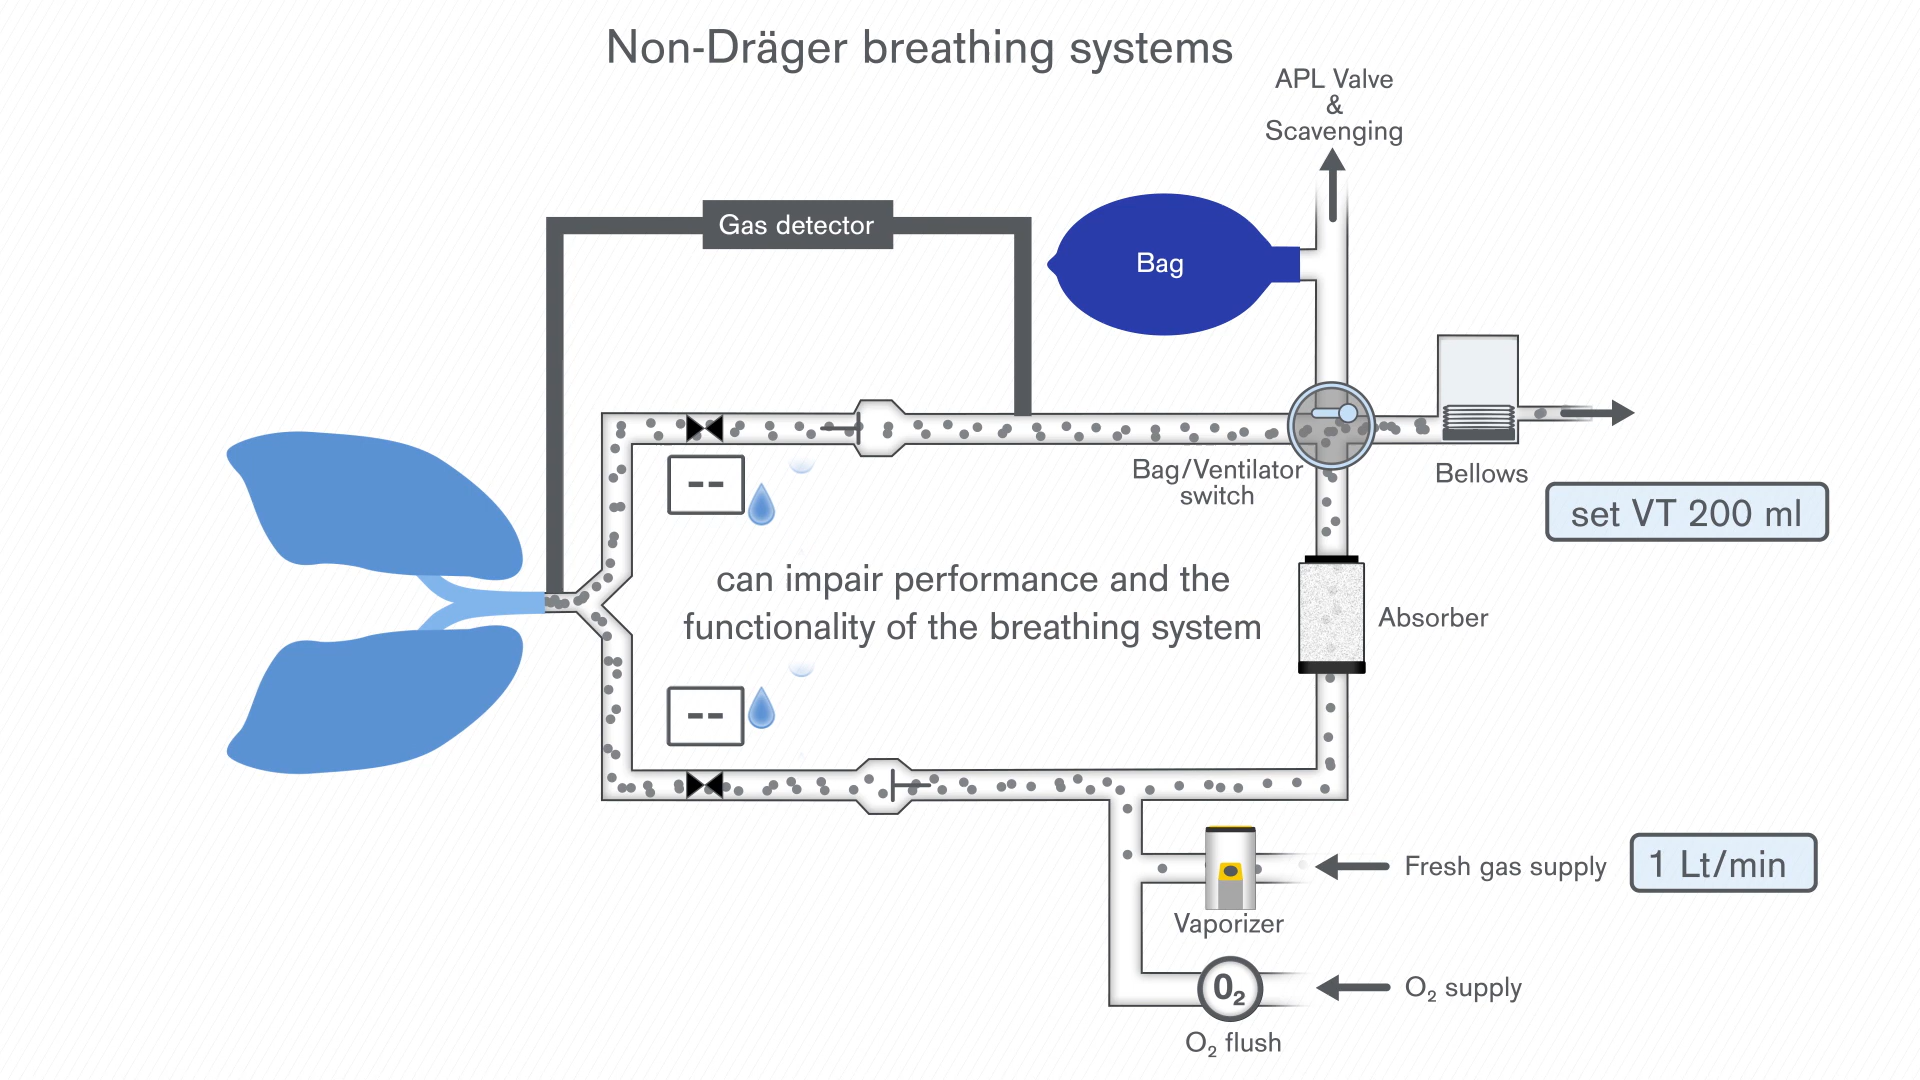 Non-Dräger breathing systems
APL Valve
&
Scavenging
Gas detector
Bag
Bag/Ventilator
switch
Bellows
set VT 200 ml
--
can impair performance and the
functionality of the breathing system
Absorber
--
Fresh gas supply
1 Lt/min
Vaporizer
O₂
O₂ supply
O₂ flush